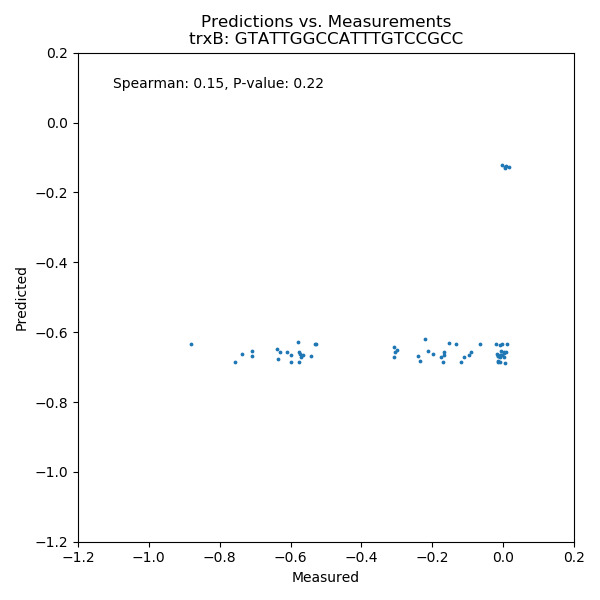 Predictions vs. Measurements
trxB: GTATTGGCCATTTGTCCGCC
Spearman: 0.15, P-value: 0.22
0.2
0.0
−0.2
−0.4
−0.6
−0.8
−1.0
−1.2
Predicted
−1.2 −1.0 −0.8 −0.6 −0.4 −0.2 0.0 0.2
Measured